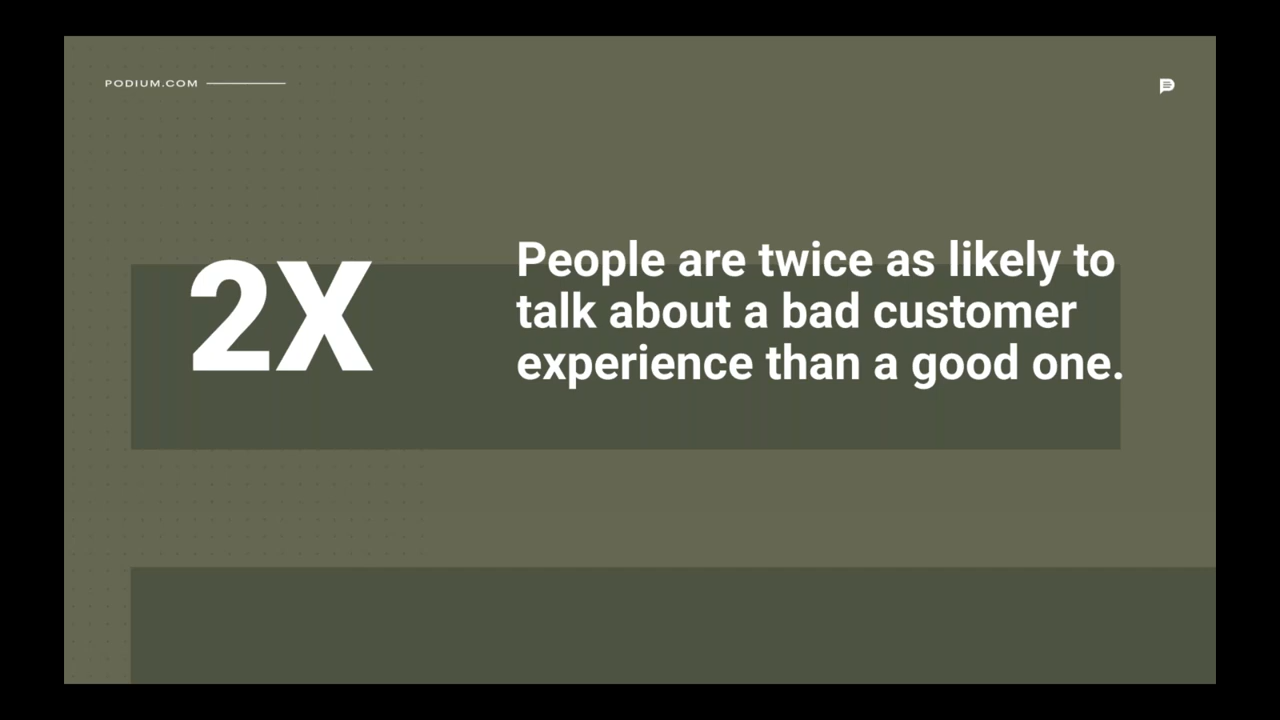 PODIUM.COM
2X
People are twice as likely to
talk about a bad customer
experience than a good one.